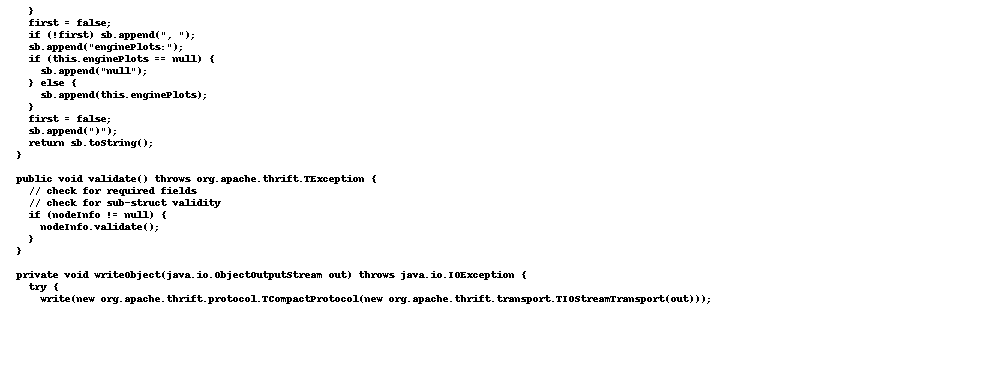 }
    first = false;
    if (!first) sb.append(", ");
    sb.append("enginePlots:");
    if (this.enginePlots == null) {
      sb.append("null");
    } else {
      sb.append(this.enginePlots);
    }
    first = false;
    sb.append(")");
    return sb.toString();
  }

  public void validate() throws org.apache.thrift.TException {
    // check for required fields
    // check for sub-struct validity
    if (nodeInfo != null) {
      nodeInfo.validate();
    }
  }

  private void writeObject(java.io.ObjectOutputStream out) throws java.io.IOException {
    try {
      write(new org.apache.thrift.protocol.TCompactProtocol(new org.apache.thrift.transport.TIOStreamTransport(out)));